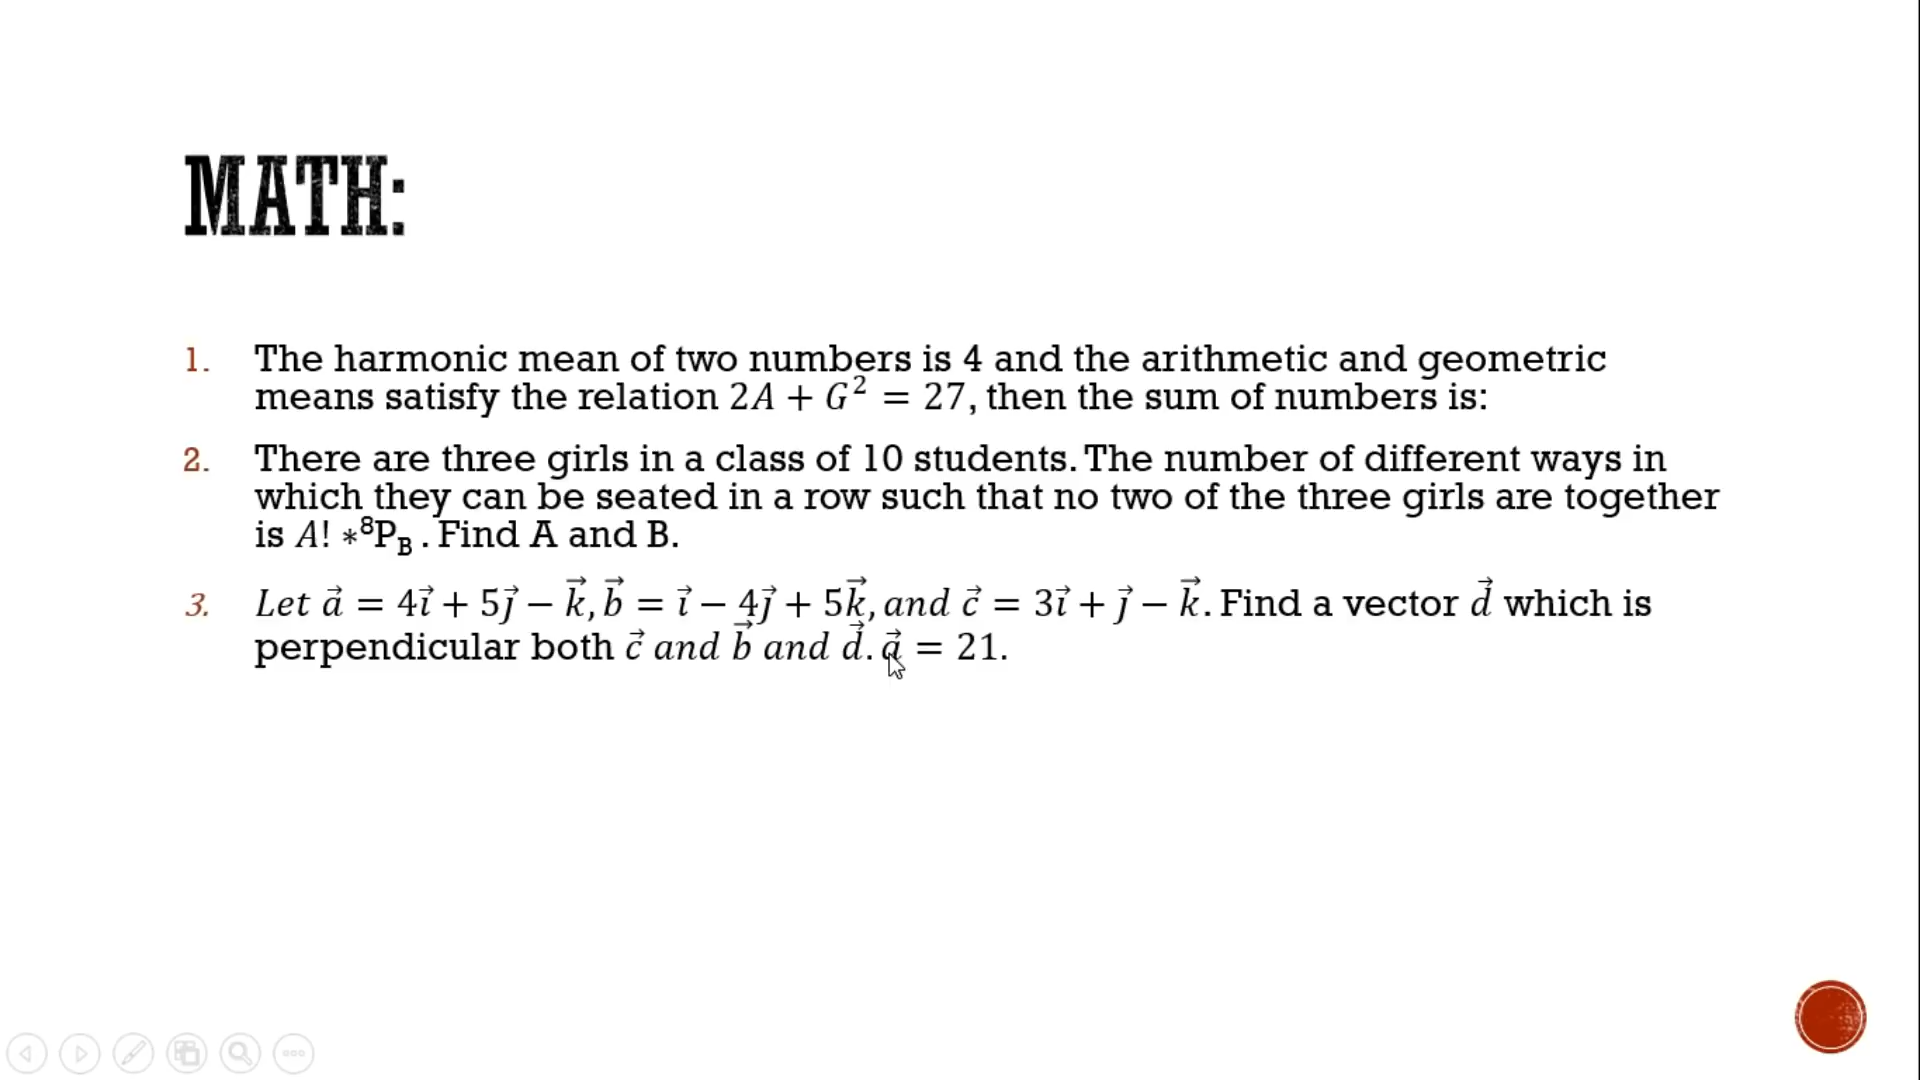 MATH:
1. The harmonic mean of two numbers is 4 and the arithmetic and geometric
means satisfy the relation 2A + G² = 27, then the sum of numbers is:
2. There are three girls in a class of 10 students. The number of different ways in
which they can be seated in a row such that no two of the three girls are together
is A! *⁸P_B . Find A and B.
3. Let a⃗ = 4i⃗ + 5j⃗ − k⃗, b⃗ = i⃗ − 4j⃗ + 5k⃗, and c⃗ = 3i⃗ + j⃗ − k⃗. Find a vector d⃗ which is
perpendicular both c⃗ and b⃗ and d⃗. a⃗ = 21.